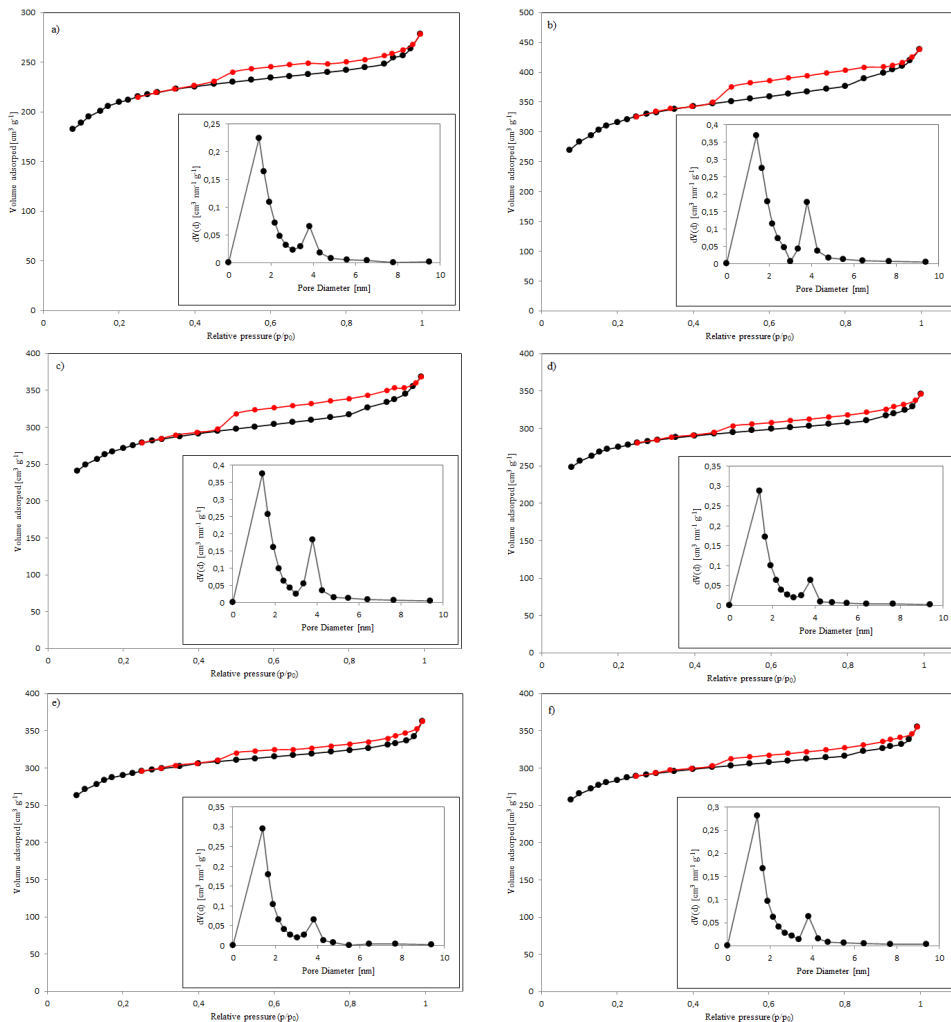 a)
300
250
200
150
100
50
0
Volume adsorbed [cm³ g⁻¹]
0 0,2 0,4 0,6 0,8 1
Relative pressure (p/p₀)
0,25
0,2
0,15
0,1
0,05
0
dV(d) [cm³ nm⁻¹ g⁻¹]
0 2 4 6 8 10
Pore Diameter [nm]
b)
500
450
400
350
300
250
200
150
100
50
0
Volume adsorbed [cm³ g⁻¹]
0 0,2 0,4 0,6 0,8 1
Relative pressure (p/p₀)
0,4
0,35
0,3
0,25
0,2
0,15
0,1
0,05
0
dV(d) [cm³ nm⁻¹ g⁻¹]
0 2 4 6 8 10
Pore Diameter [nm]
c)
400
350
300
250
200
150
100
50
0
Volume adsorbed [cm³ g⁻¹]
0 0,2 0,4 0,6 0,8 1
Relative pressure (p/p₀)
0,4
0,35
0,3
0,25
0,2
0,15
0,1
0,05
0
dV(d) [cm³ nm⁻¹ g⁻¹]
0 2 4 6 8 10
Pore Diameter [nm]
d)
400
350
300
250
200
150
100
50
0
Volume adsorbed [cm³ g⁻¹]
0 0,2 0,4 0,6 0,8 1
Relative pressure (p/p₀)
0,35
0,3
0,25
0,2
0,15
0,1
0,05
0
dV(d) [cm³ nm⁻¹ g⁻¹]
0 2 4 6 8 10
Pore Diameter [nm]
e)
400
350
300
250
200
150
100
50
0
Volume adsorbed [cm³ g⁻¹]
0 0,2 0,4 0,6 0,8 1
Relative pressure (p/p₀)
0,35
0,3
0,25
0,2
0,15
0,1
0,05
0
dV(d) [cm³ nm⁻¹ g⁻¹]
0 2 4 6 8 10
Pore Diameter [nm]
f)
400
350
300
250
200
150
100
50
0
Volume adsorbed [cm³ g⁻¹]
0 0,2 0,4 0,6 0,8 1
Relative pressure (p/p₀)
0,3
0,25
0,2
0,15
0,1
0,05
0
dV(d) [cm³ nm⁻¹ g⁻¹]
0 2 4 6 8 10
Pore Diameter [nm]